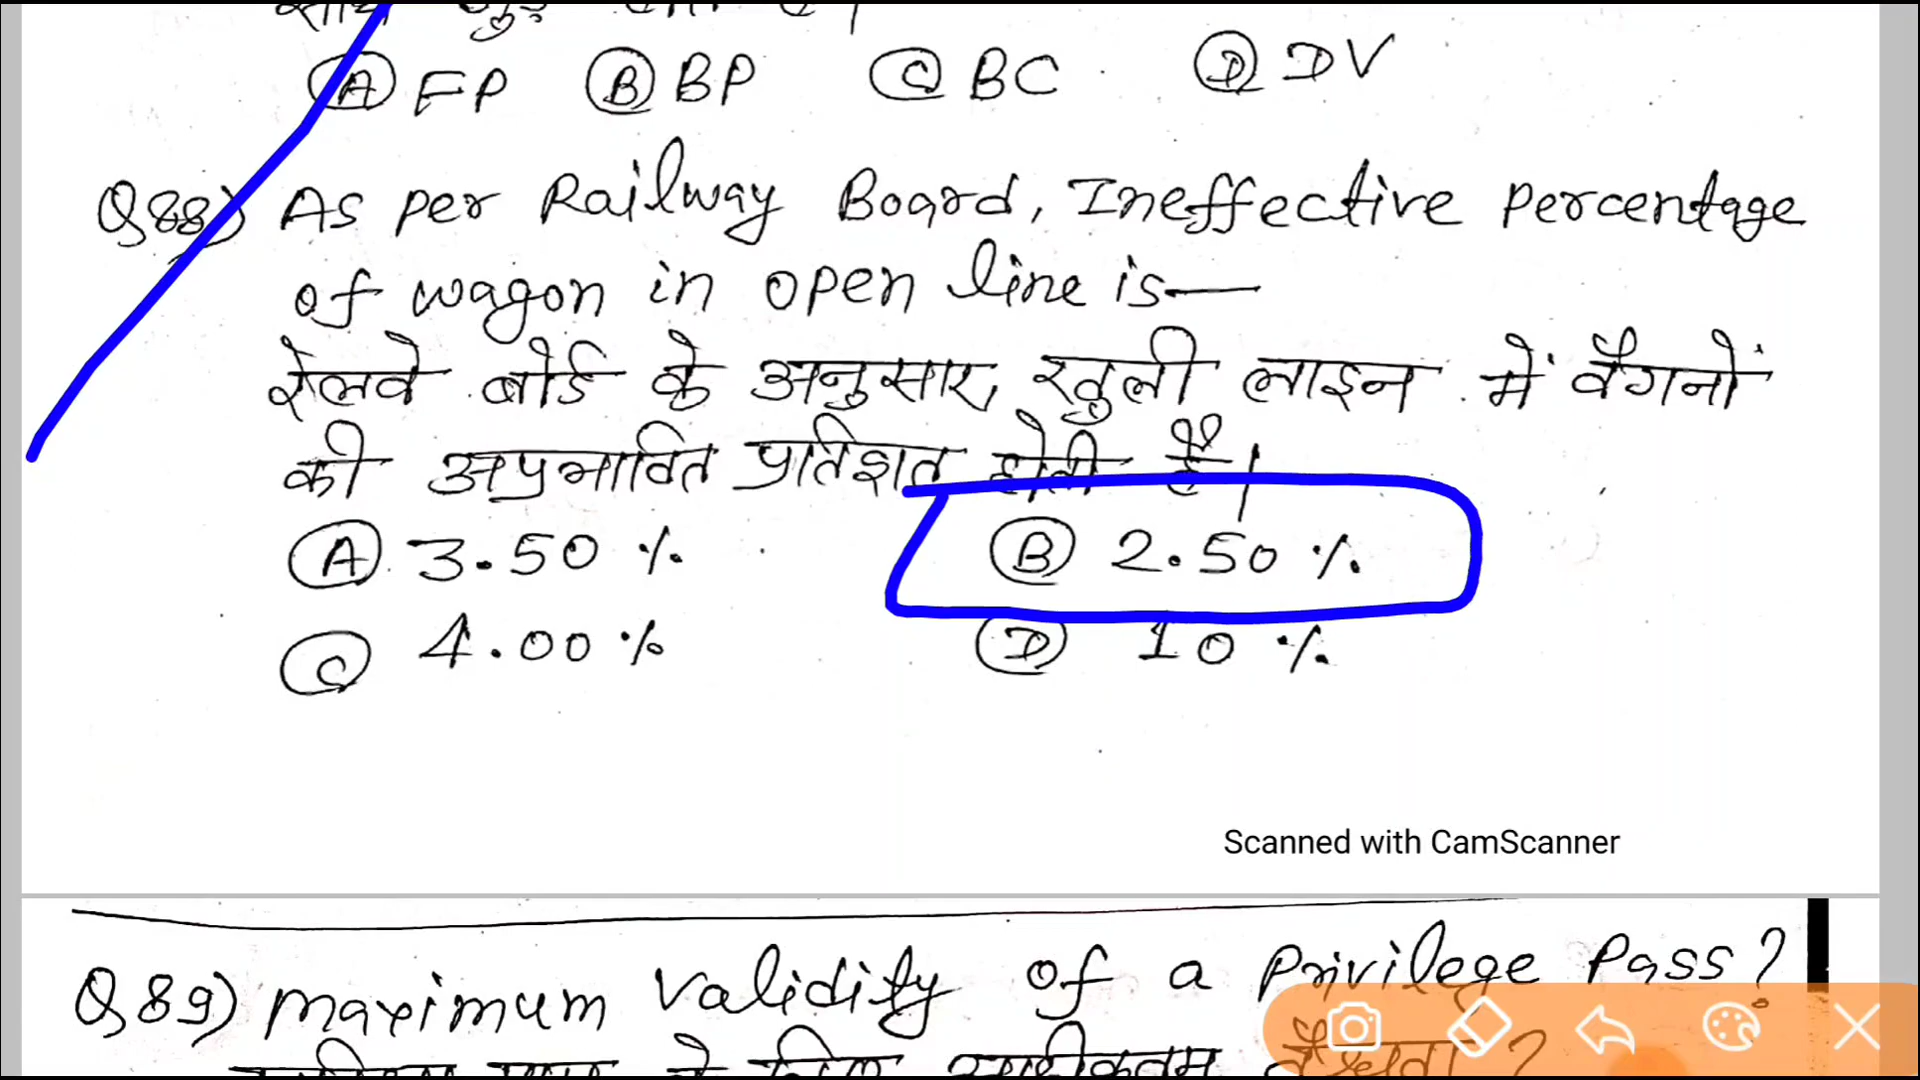 Ⓐ FP Ⓑ BP Ⓒ BC Ⓓ DV
Q88) As per Railway Board, Ineffective percentage
of wagon in open line is—
रेलवे बोर्ड के अनुसार, खुली लाइन में वैगनों
की अप्रभावित प्रतिशत होती है।
Ⓐ 3.50 % Ⓑ 2.50 %
Ⓒ 4.00 % Ⓓ 10 %
Scanned with CamScanner
Q89) Maximum Validity of a Privilege Pass?